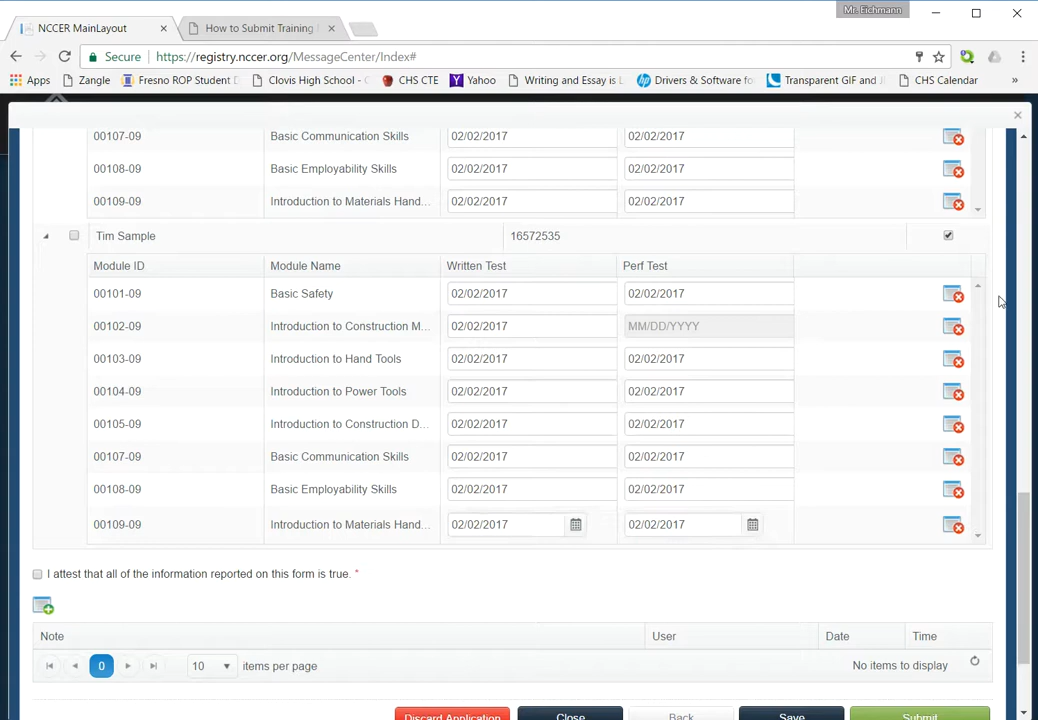 Mr. Eichmann
NCCER MainLayout
How to Submit Training
Secure https://registry.nccer.org/MessageCenter/Index#
Apps Zangle Fresno ROP Student Clovis High School - CHS CTE Yahoo Writing and Essay is Drivers & Software fo Transparent GIF and CHS Calendar »
00107-09 Basic Communication Skills 02/02/2017 02/02/2017
00108-09 Basic Employability Skills 02/02/2017 02/02/2017
00109-09 Introduction to Materials Hand... 02/02/2017 02/02/2017
Tim Sample 16572535
Module ID Module Name Written Test Perf Test
00101-09 Basic Safety 02/02/2017 02/02/2017
00102-09 Introduction to Construction M... 02/02/2017 MM/DD/YYYY
00103-09 Introduction to Hand Tools 02/02/2017 02/02/2017
00104-09 Introduction to Power Tools 02/02/2017 02/02/2017
00105-09 Introduction to Construction D... 02/02/2017 02/02/2017
00107-09 Basic Communication Skills 02/02/2017 02/02/2017
00108-09 Basic Employability Skills 02/02/2017 02/02/2017
00109-09 Introduction to Materials Hand... 02/02/2017 02/02/2017
I attest that all of the information reported on this form is true. *
Note User Date Time
0 10 items per page No items to display
Discard Application Close Back Save Submit